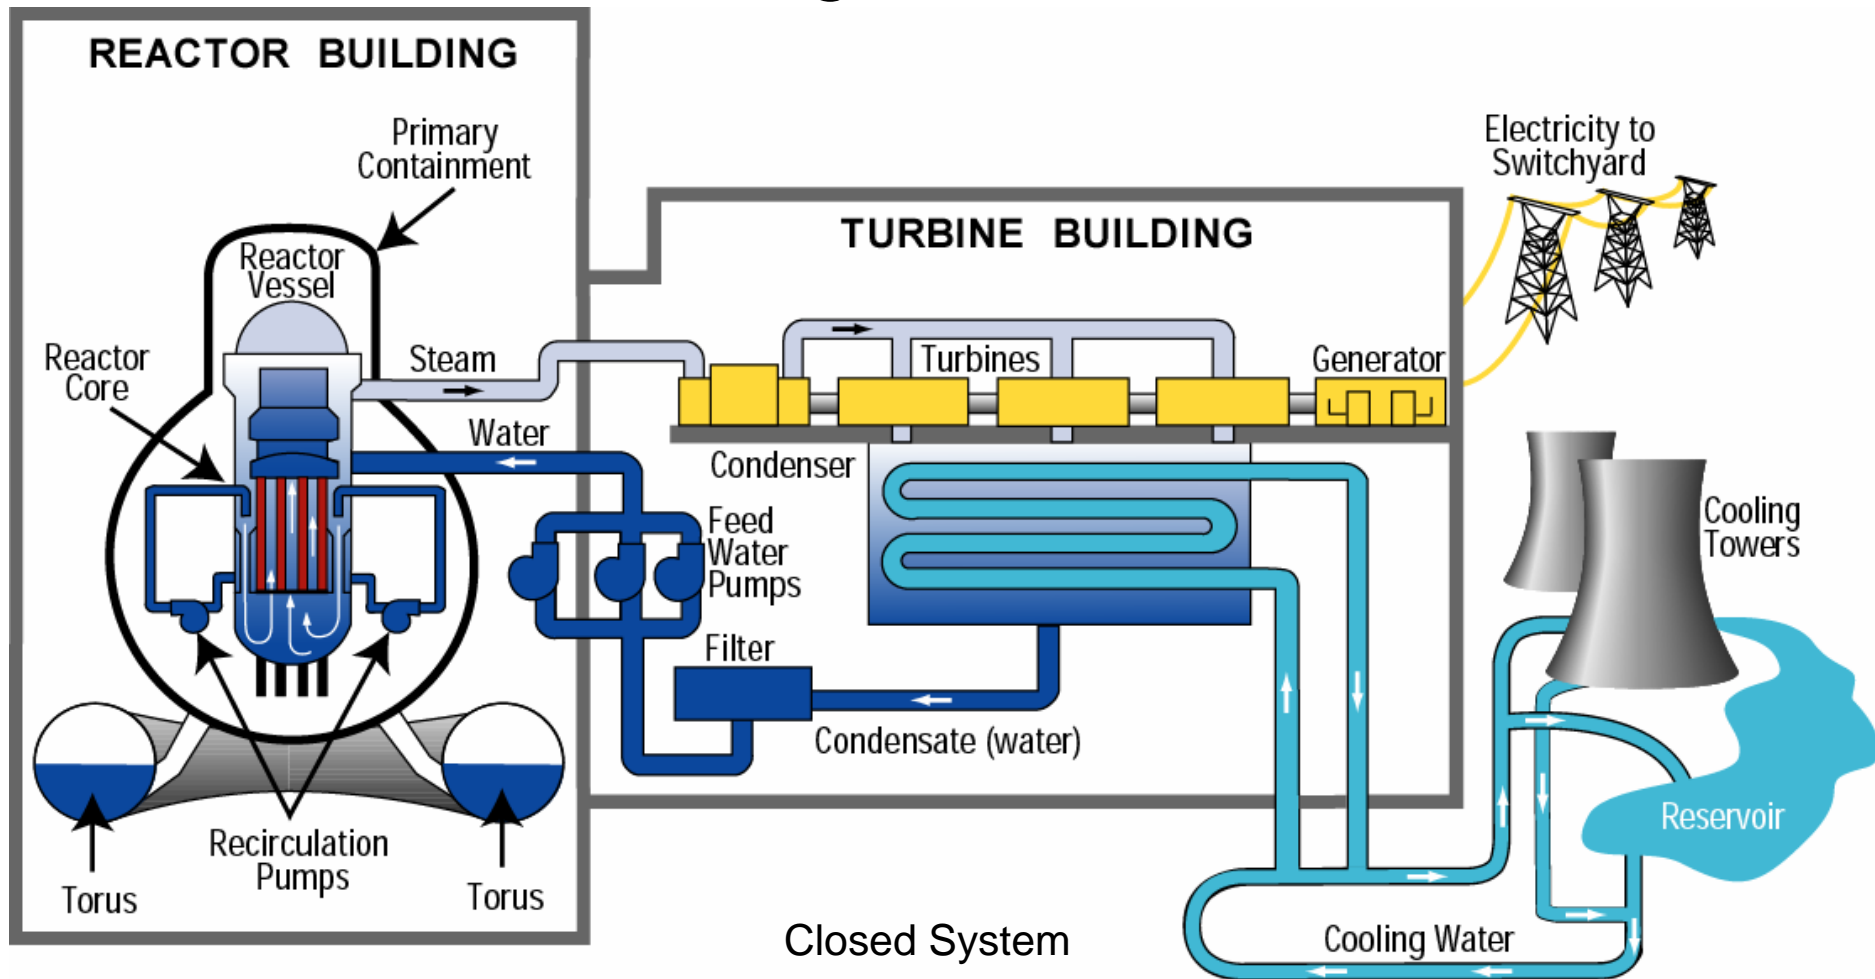 REACTOR BUILDING
Primary
Containment
Reactor
Vessel
Reactor
Core
Steam
Water
TURBINE BUILDING
Turbines
Generator
Electricity to
Switchyard
Condenser
Feed
Water
Pumps
Filter
Condensate (water)
Cooling
Towers
Reservoir
Recirculation
Pumps
Torus
Torus
Closed System
Cooling Water